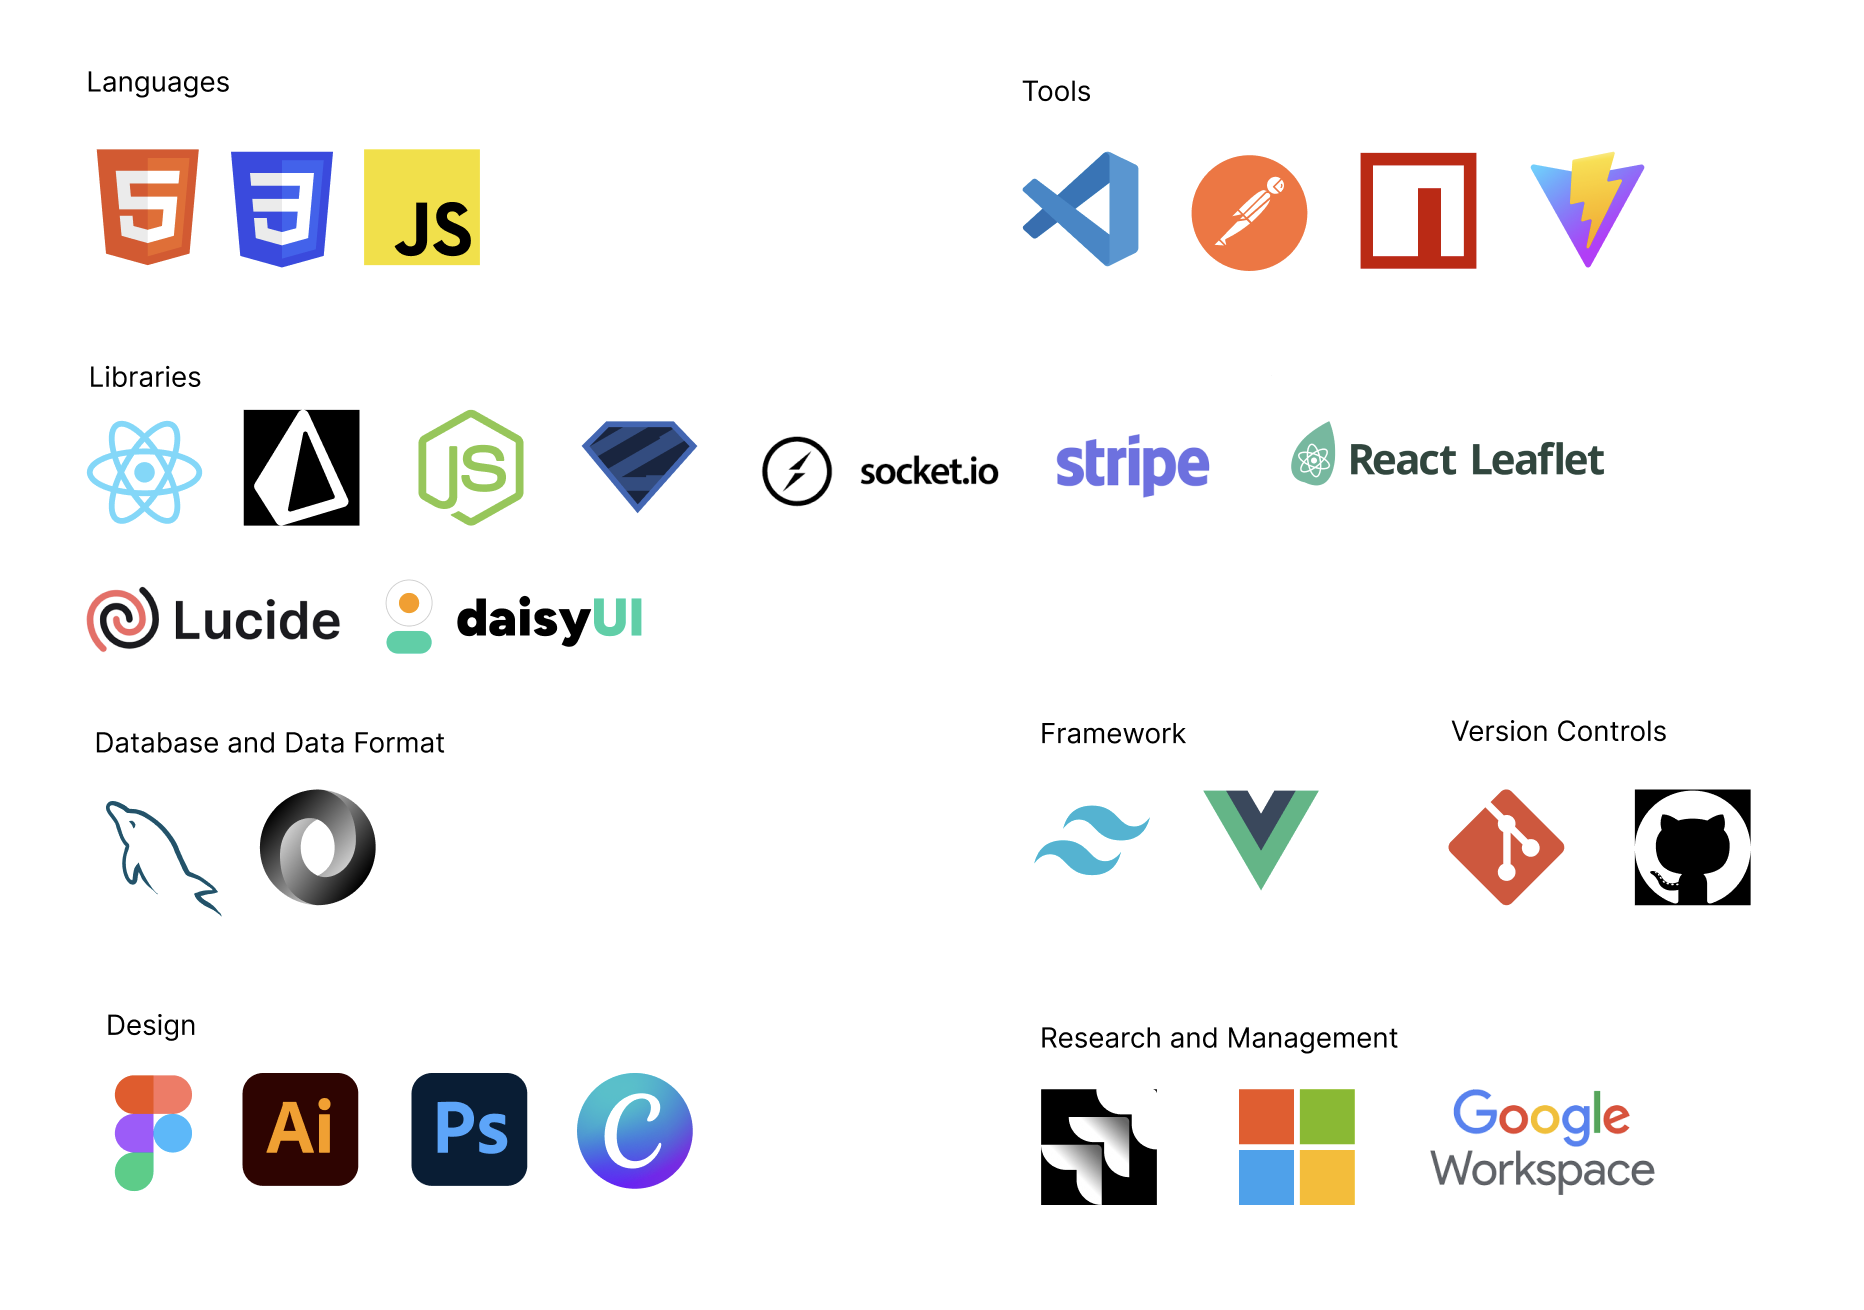 Languages
Tools
JS
Libraries
JS
socket.io
stripe
React Leaflet
Lucide
daisyUI
Database and Data Format
Framework
Version Controls
Design
Research and Management
Ai
Ps
C
Google
Workspace